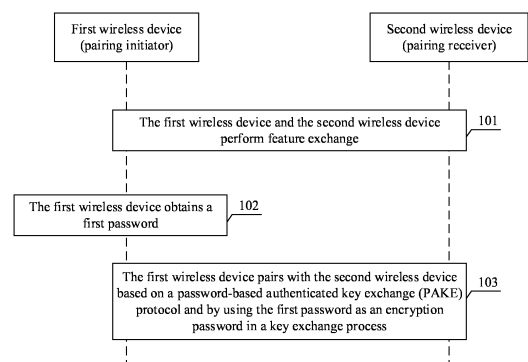 First wireless device
(pairing initiator)
Second wireless device
(pairing receiver)
The first wireless device and the second wireless device
perform feature exchange
101
The first wireless device obtains a
first password
102
The first wireless device pairs with the second wireless device
based on a password-based authenticated key exchange (PAKE)
protocol and by using the first password as an encryption
password in a key exchange process
103